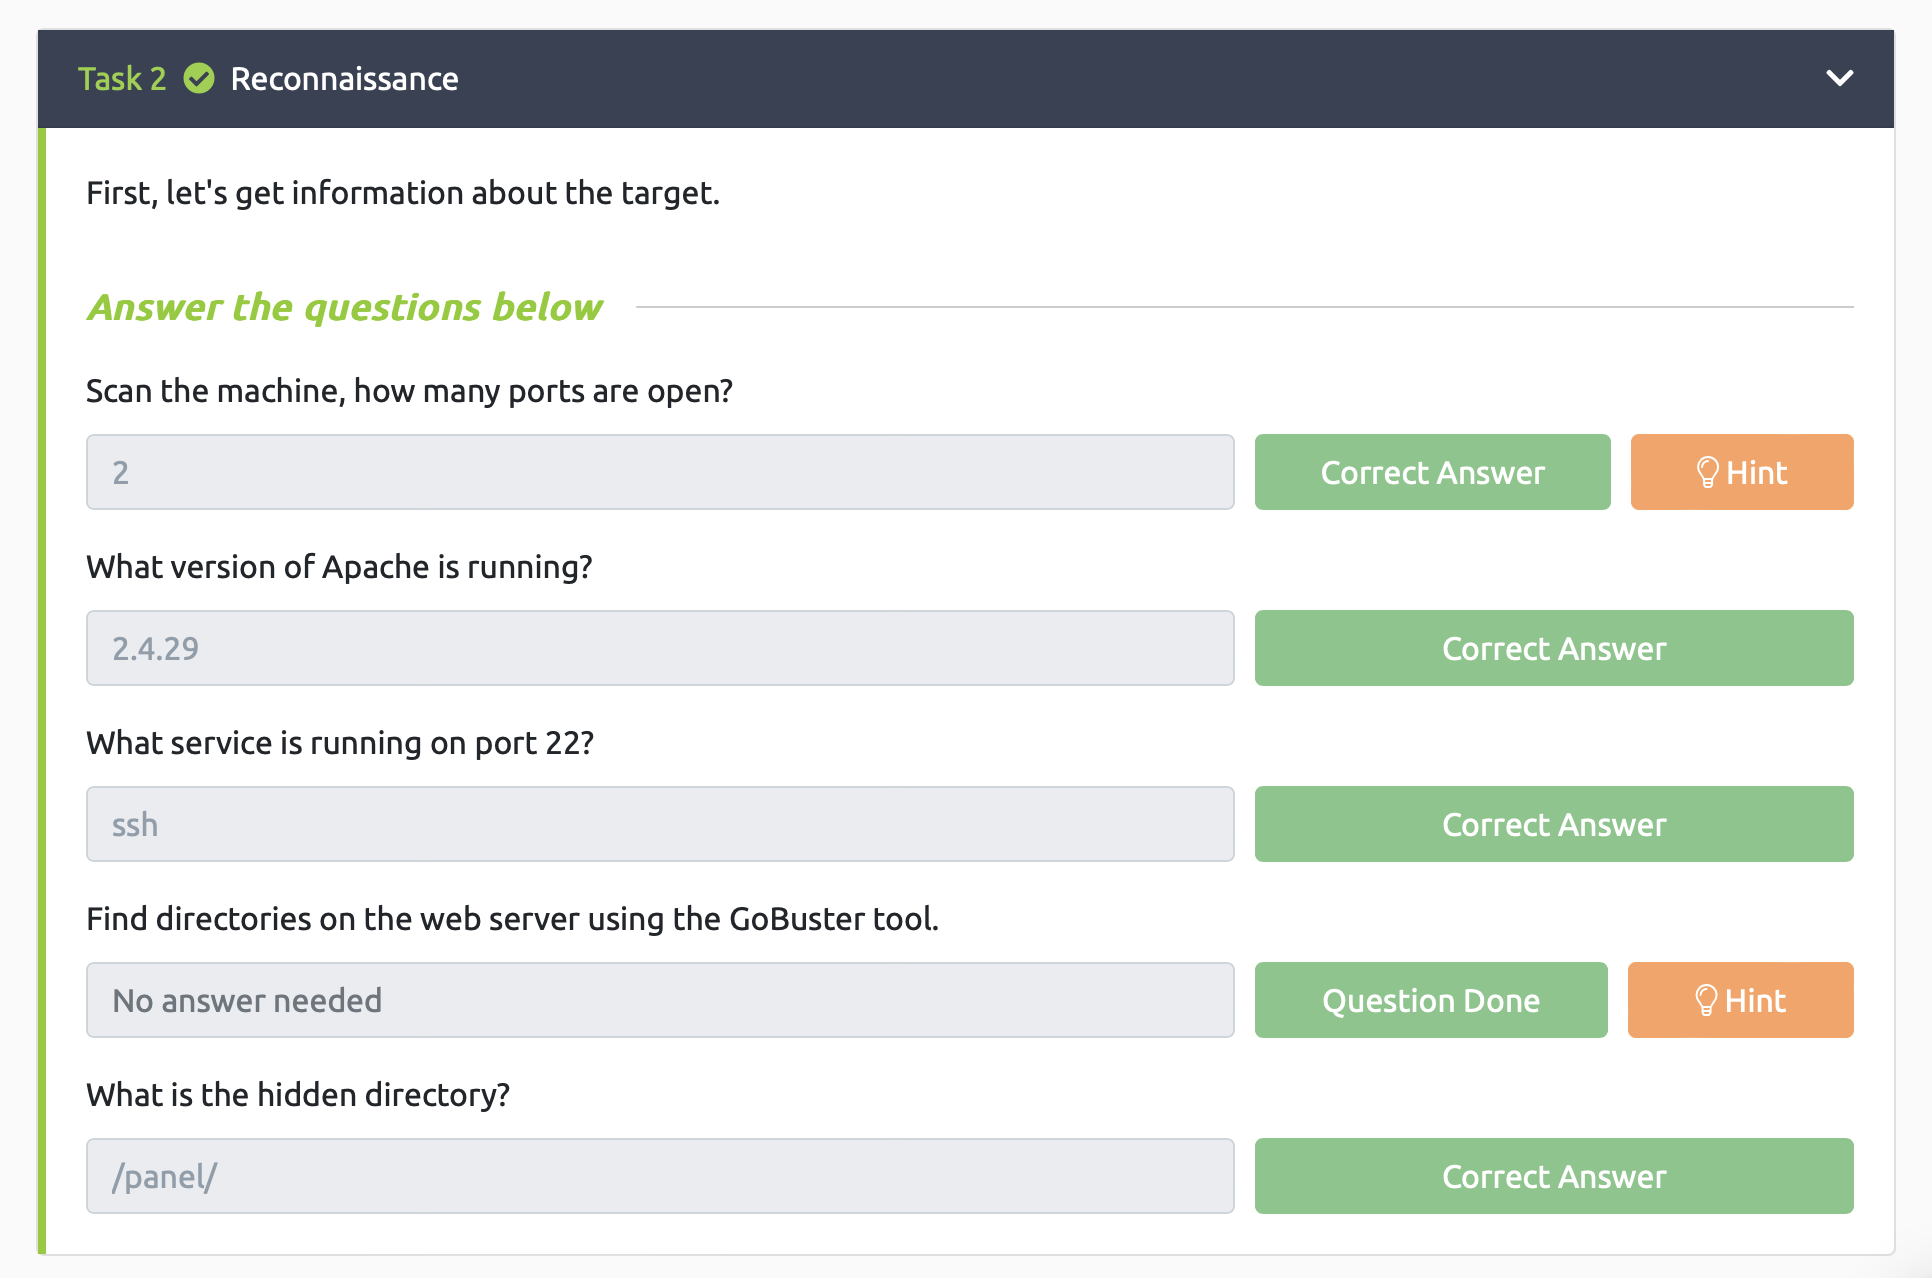 Task 2 Reconnaissance
First, let's get information about the target.
Answer the questions below
Scan the machine, how many ports are open?
2 Correct Answer Hint
What version of Apache is running?
2.4.29 Correct Answer
What service is running on port 22?
ssh Correct Answer
Find directories on the web server using the GoBuster tool.
No answer needed Question Done Hint
What is the hidden directory?
/panel/ Correct Answer